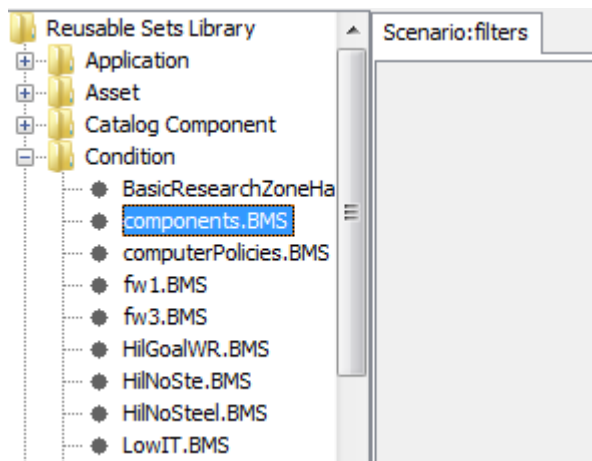 Reusable Sets Library
Scenario:filters
Application
Asset
Catalog Component
Condition
BasicResearchZoneHa
components.BMS
computerPolicies.BMS
fw1.BMS
fw3.BMS
HilGoalWR.BMS
HilNoSte.BMS
HilNoSteel.BMS
LowIT.BMS